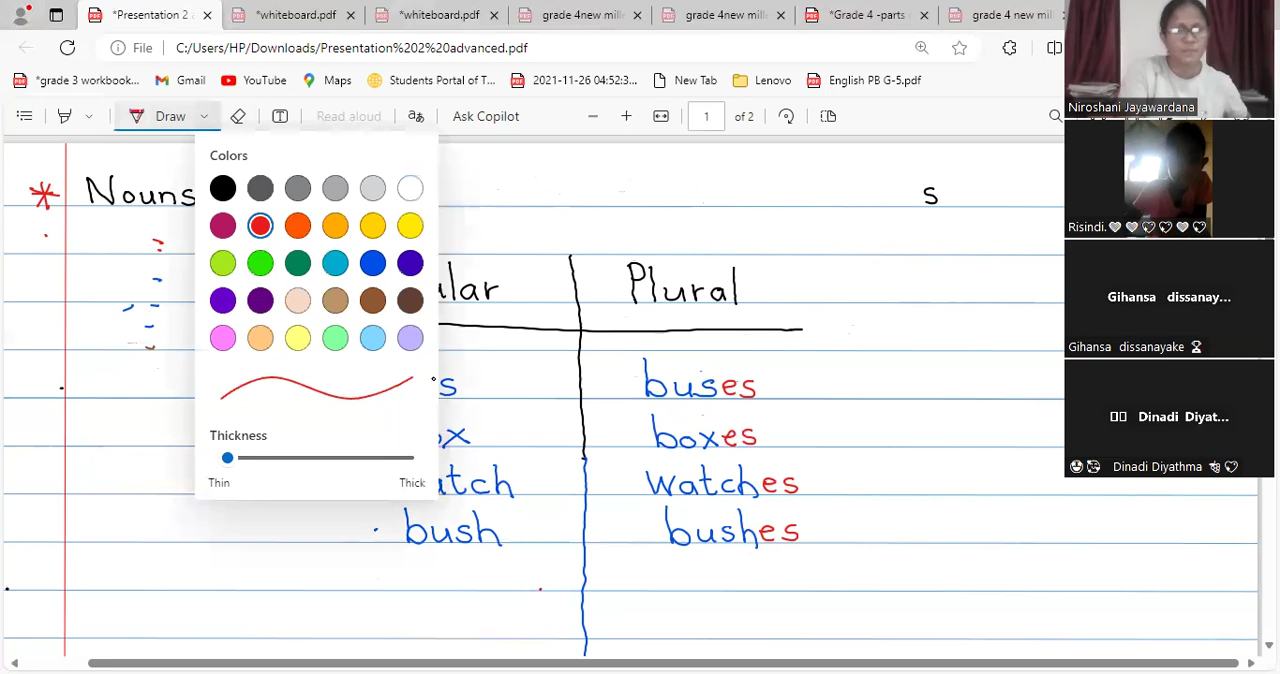 *Presentation 2 a
*whiteboard.pdf
*whiteboard.pdf
grade 4new mill
grade 4new mill
*Grade 4 -parts
grade 4 new mil
File C:/Users/HP/Downloads/Presentation%202%20advanced.pdf
*grade 3 workbook...
Gmail
YouTube
Maps
Students Portal of T...
2021-11-26 04:52:3...
New Tab
Lenovo
English PB G-5.pdf
Draw
Read aloud
Ask Copilot
1 of 2
Colors
Thickness
Thin Thick
* Nouns s
ular Plural
s buses
ox boxes
atch watches
bush bushes
Niroshani Jayawardana
Risindi.
Gihansa dissanay...
Gihansa dissanayake
Dinadi Diyat...
Dinadi Diyathma